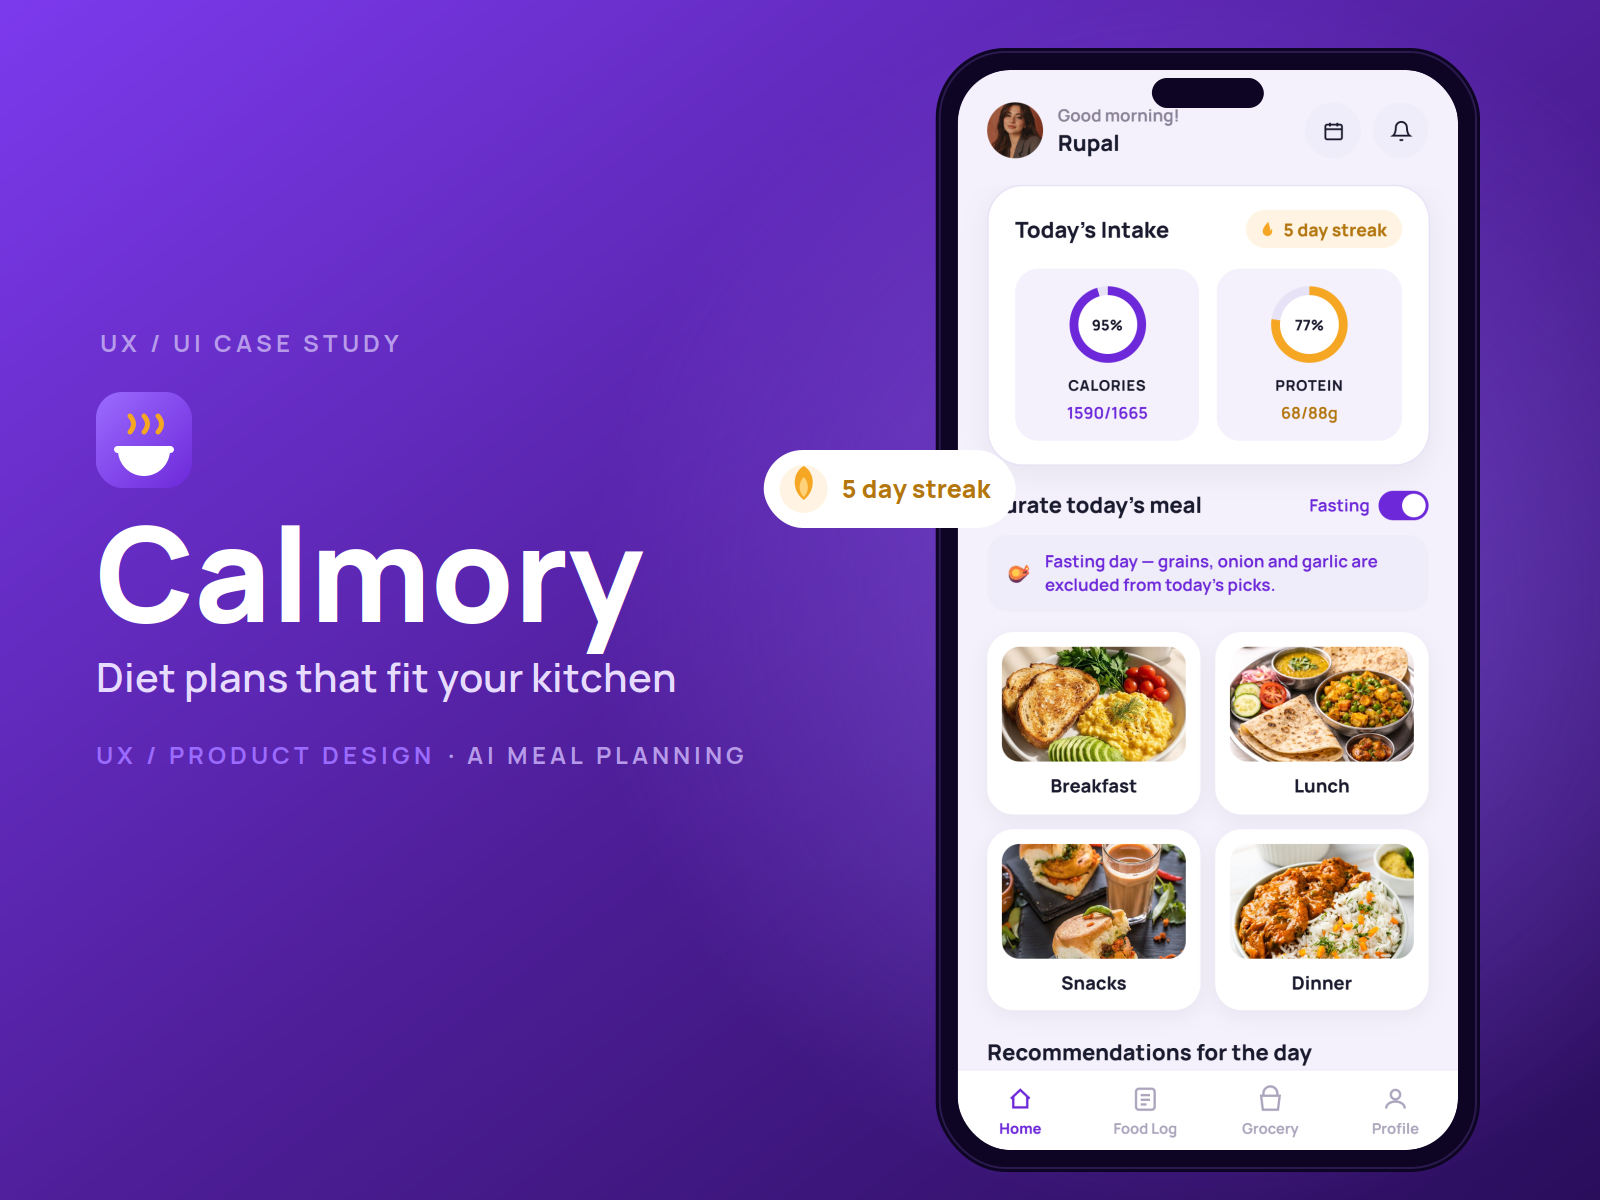 UX / UI CASE STUDY
Calmory
Diet plans that fit your kitchen
UX / PRODUCT DESIGN · AI MEAL PLANNING
5 day streak
Good morning!
Rupal
Today's Intake
5 day streak
95%
CALORIES
1590/1665
77%
PROTEIN
68/88g
urate today's meal
Fasting
Fasting day — grains, onion and garlic are
excluded from today's picks.
Breakfast
Lunch
Snacks
Dinner
Recommendations for the day
Home
Food Log
Grocery
Profile